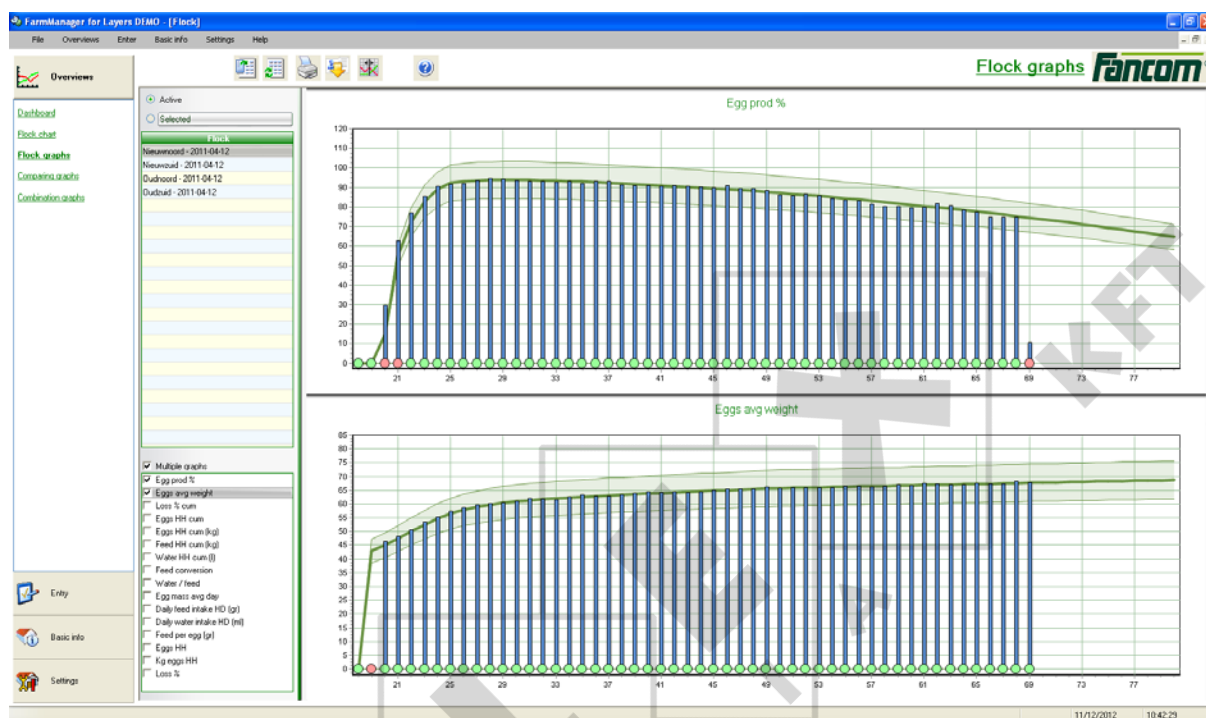 FarmManager for Layers DEMO - [Flock]
File Overviews Enter Basic info Settings Help
Overviews
Flock graphs Fancom
Dashboard
Flock chart
Flock graphs
Comparing graphs
Combination graphs
Active
Selected
Flock
Nieuwnoord - 2011-04-12
Nieuwzuid - 2011-04-12
Oudnoord - 2011-04-12
Oudzuid - 2011-04-12
Multiple graphs
Egg prod %
Eggs avg weight
Loss % cum
Eggs HH cum
Eggs HH cum (kg)
Feed HH cum (kg)
Water HH cum (l)
Feed conversion
Water / feed
Egg mass avg day
Daily feed intake HD (gr)
Daily water intake HD (ml)
Feed per egg (gr)
Eggs HH
Kg eggs HH
Loss %
Entry
Basic info
Settings
Egg prod %
120
110
100
90
80
70
60
50
40
30
20
10
0
21 25 29 33 37 41 45 49 53 57 61 65 69 73 77
Eggs avg weight
85
80
75
70
65
60
55
50
45
40
35
30
25
20
15
10
5
0
21 25 29 33 37 41 45 49 53 57 61 65 69 73 77
KFT
11/12/2012 10:42:29